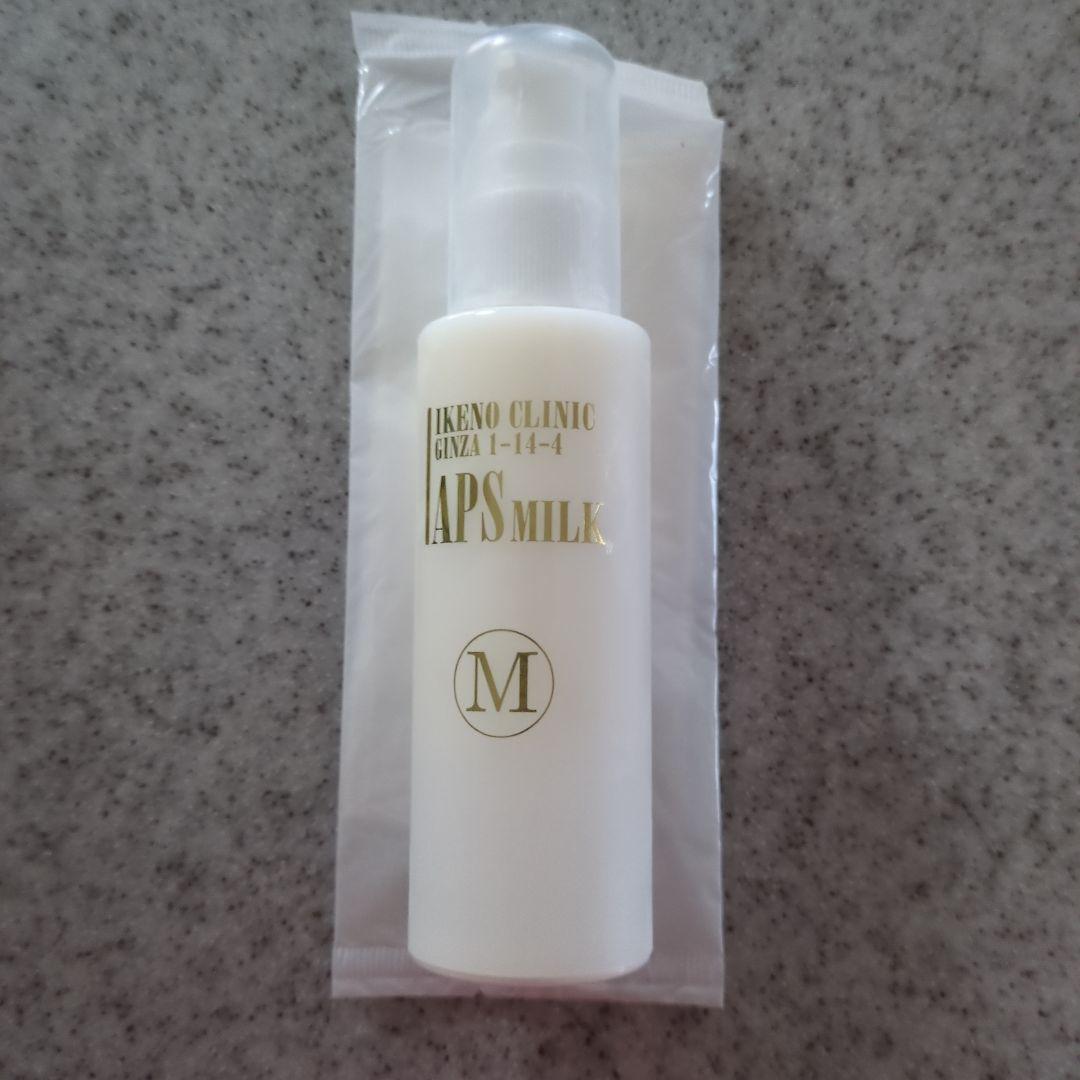 IKENO CLINIC
GINZA 1-14-4
APS MILK
M